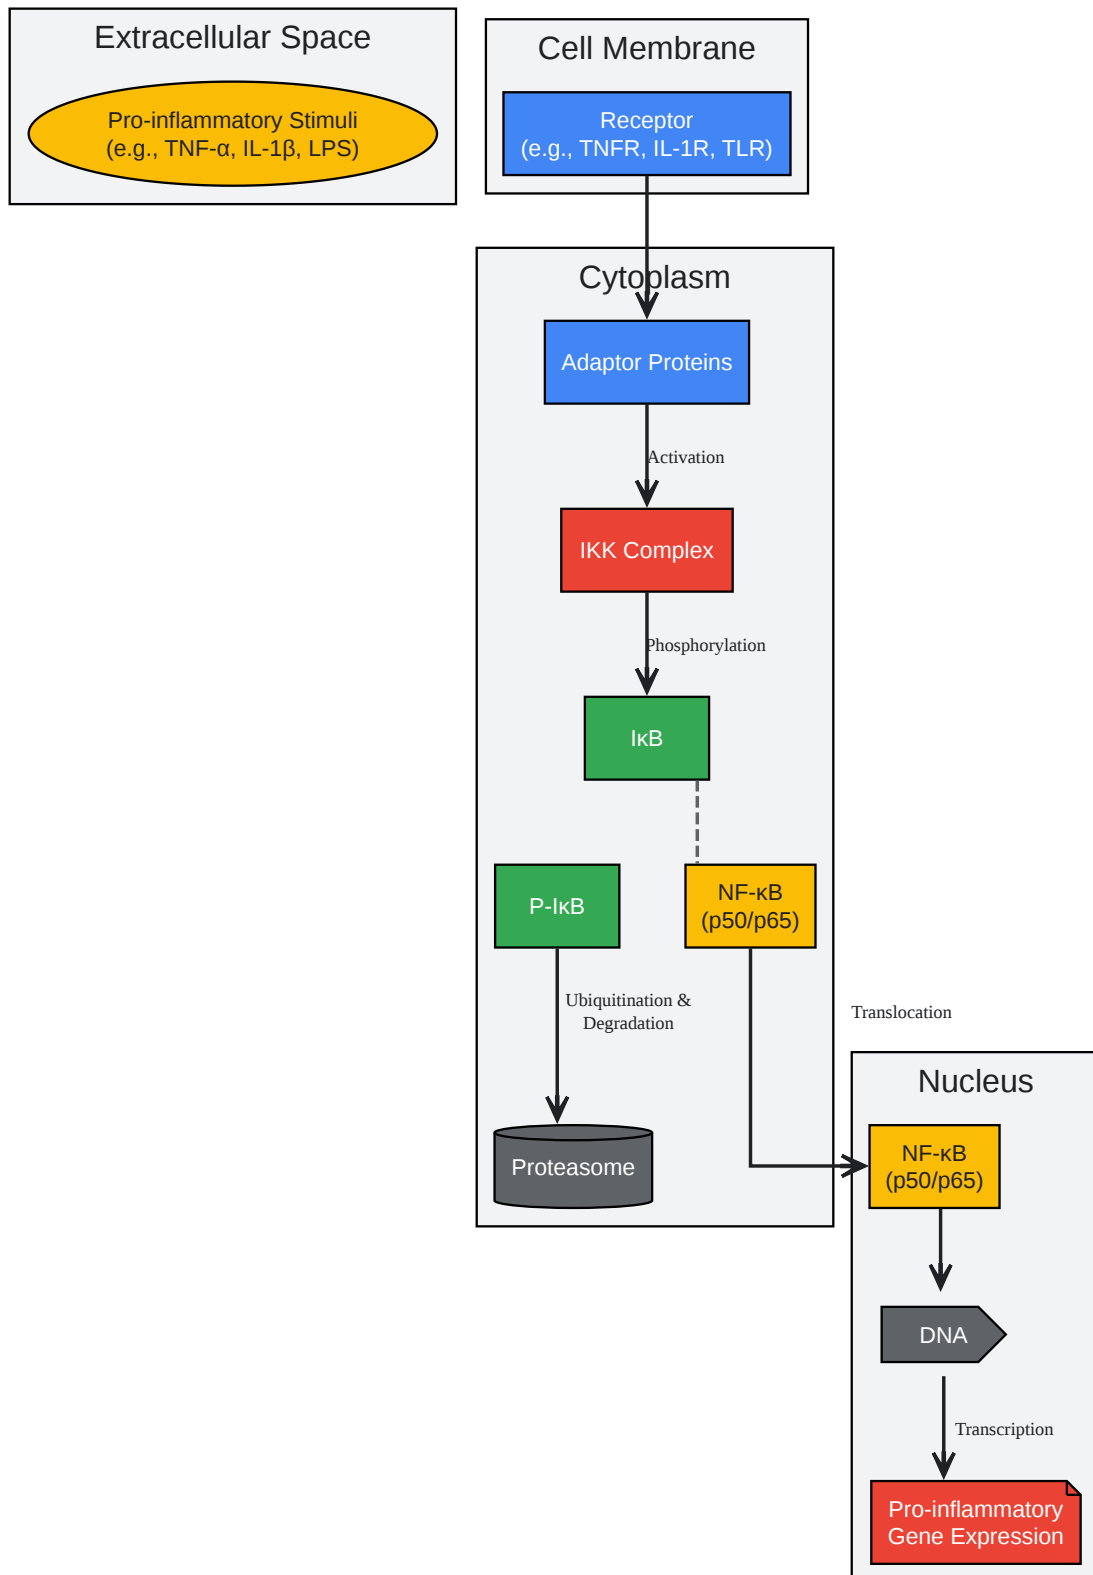 Extracellular Space
Pro-inflammatory Stimuli
(e.g., TNF-α, IL-1β, LPS)
Cell Membrane
Receptor
(e.g., TNFR, IL-1R, TLR)
Cytoplasm
Adaptor Proteins
Activation
IKK Complex
Phosphorylation
IκB
P-IκB
NF-κB
(p50/p65)
Ubiquitination &
Degradation
Translocation
Proteasome
Nucleus
NF-κB
(p50/p65)
DNA
Transcription
Pro-inflammatory
Gene Expression